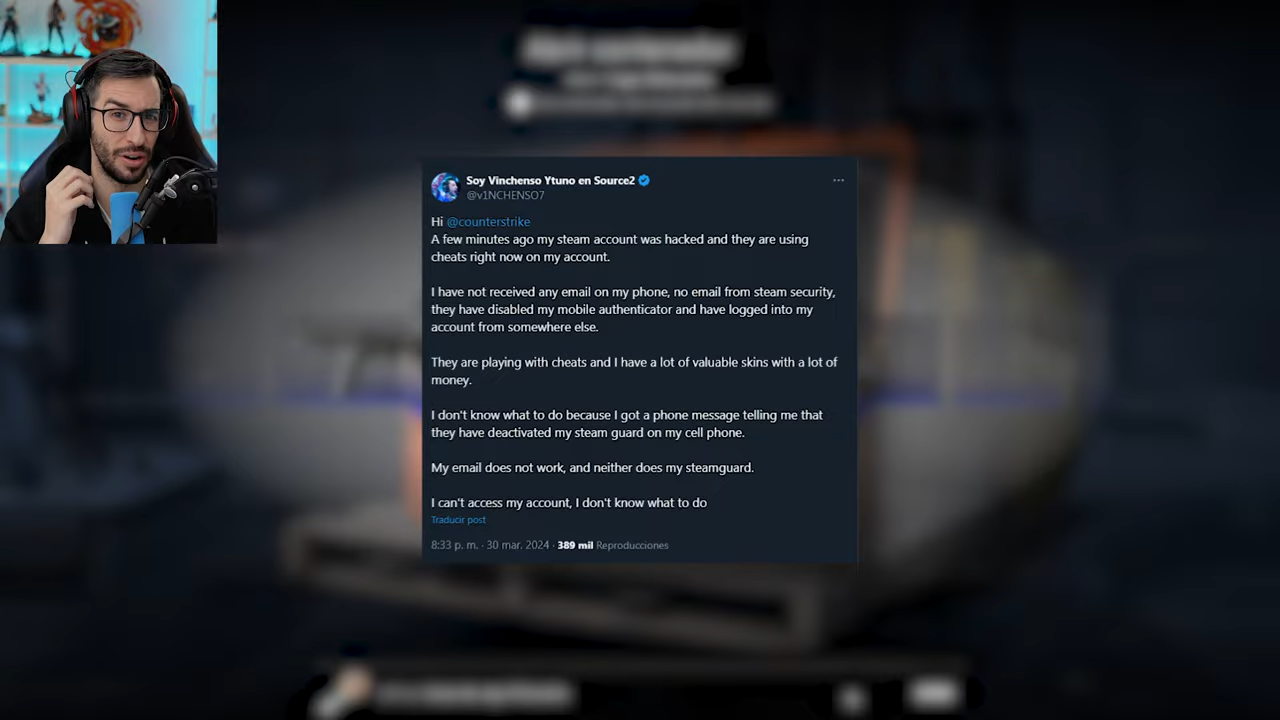 Soy Vinchenso Ytuno en Source2
@v1NCHENSO7
Hi @counterstrike
A few minutes ago my steam account was hacked and they are using
cheats right now on my account.
I have not received any email on my phone, no email from steam security,
they have disabled my mobile authenticator and have logged into my
account from somewhere else.
They are playing with cheats and I have a lot of valuable skins with a lot of
money.
I don't know what to do because I got a phone message telling me that
they have deactivated my steam guard on my cell phone.
My email does not work, and neither does my steamguard.
I can't access my account, I don't know what to do
Traducir post
8:33 p. m. · 30 mar. 2024 · 389 mil Reproducciones